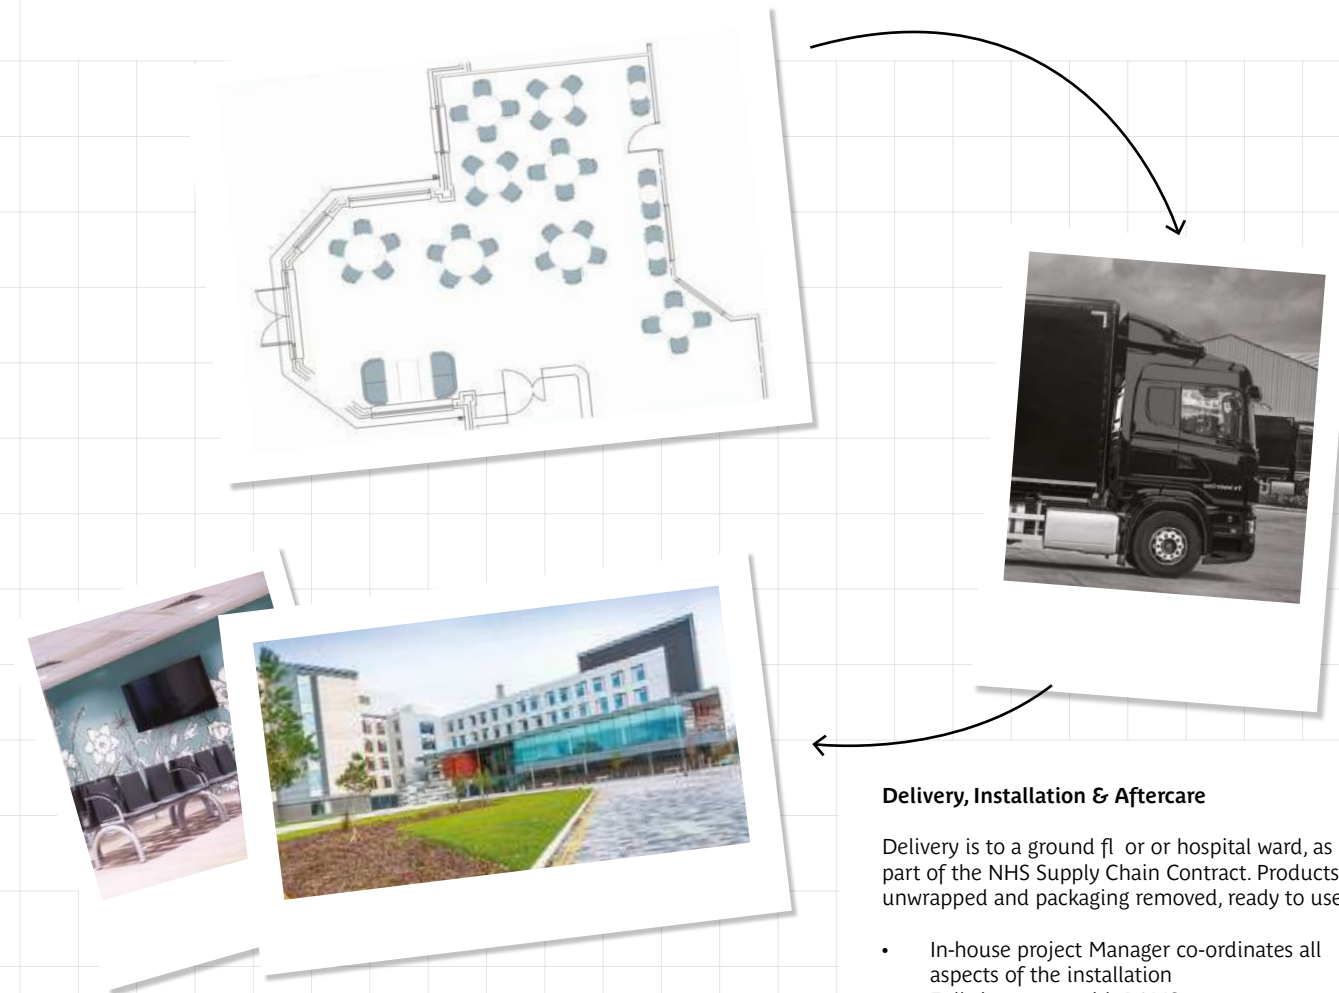 Delivery, Installation & Aftercare
Delivery is to a ground fl or or hospital ward, as
part of the NHS Supply Chain Contract. Products
unwrapped and packaging removed, ready to use
• In-house project Manager co-ordinates all
aspects of the installation